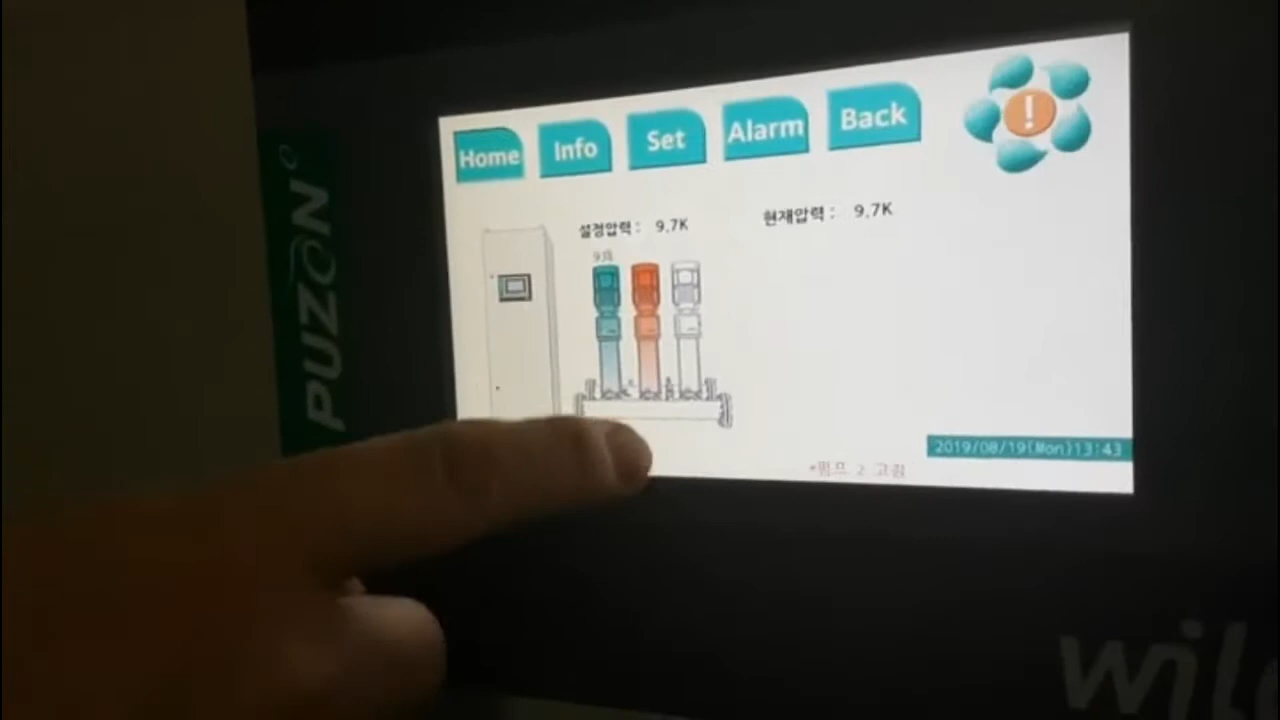 PUZON
Home
Info
Set
Alarm
Back
!
설정압력 : 9.7K
현재압력 : 9.7K
*펌프 2 고장
2019/08/19(Mon)13:43
wilo